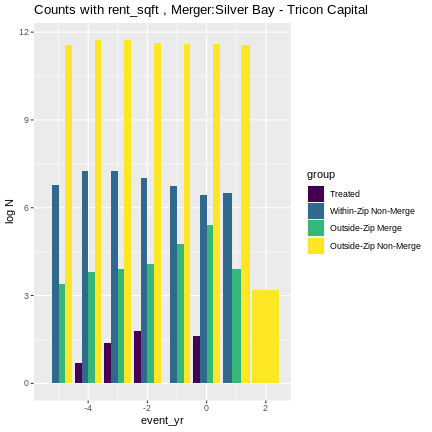 Counts with rent_sqft , Merger:Silver Bay - Tricon Capital
12
9
6
3
0
log N
-4
-2
0
2
event_yr
group
Treated
Within-Zip Non-Merge
Outside-Zip Merge
Outside-Zip Non-Merge